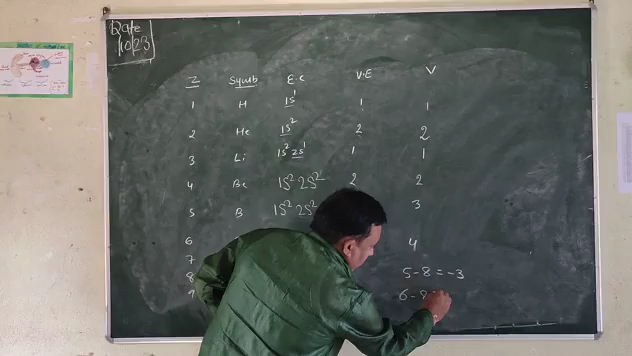 Date
10/23
Z Symb E.C V.E V
1 H 1S¹ 1 1
2 He 1S² 2 2
3 Li 1S² 2S¹ 1 1
4 Be 1S² 2S² 2 2
5 B 1S² 2S² 3
6 4
7 5-8=-3
8 6-8=
9